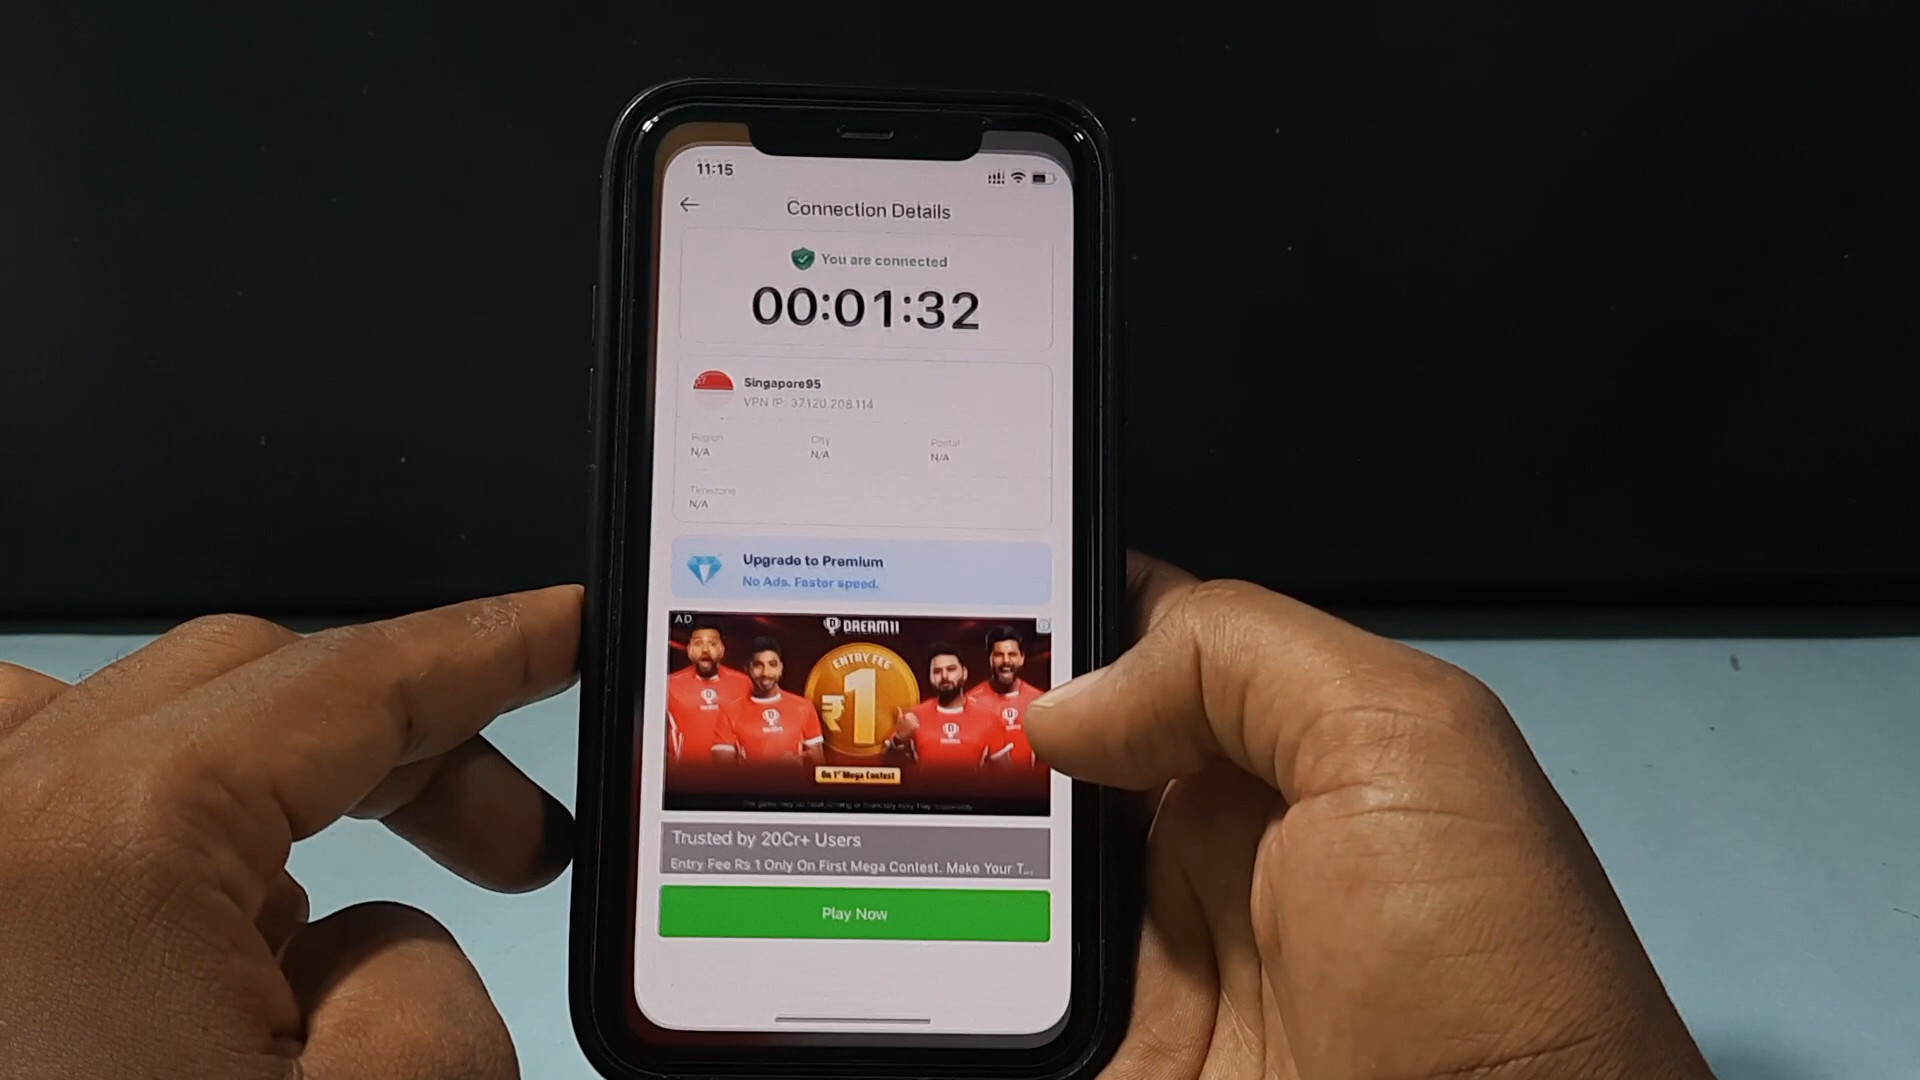 11:15
Connection Details
You are connected
00:01:32
Singapore95
VPN IP: 37.120.208.114
Region City Postal
N/A N/A N/A
Timezone
N/A
Upgrade to Premium
No Ads. Faster speed.
AD
DREAM11
ENTRY FEE
₹1
On 1st Mega Contest
Trusted by 20Cr+ Users
Entry Fee Rs 1 Only On First Mega Contest. Make Your T...
Play Now